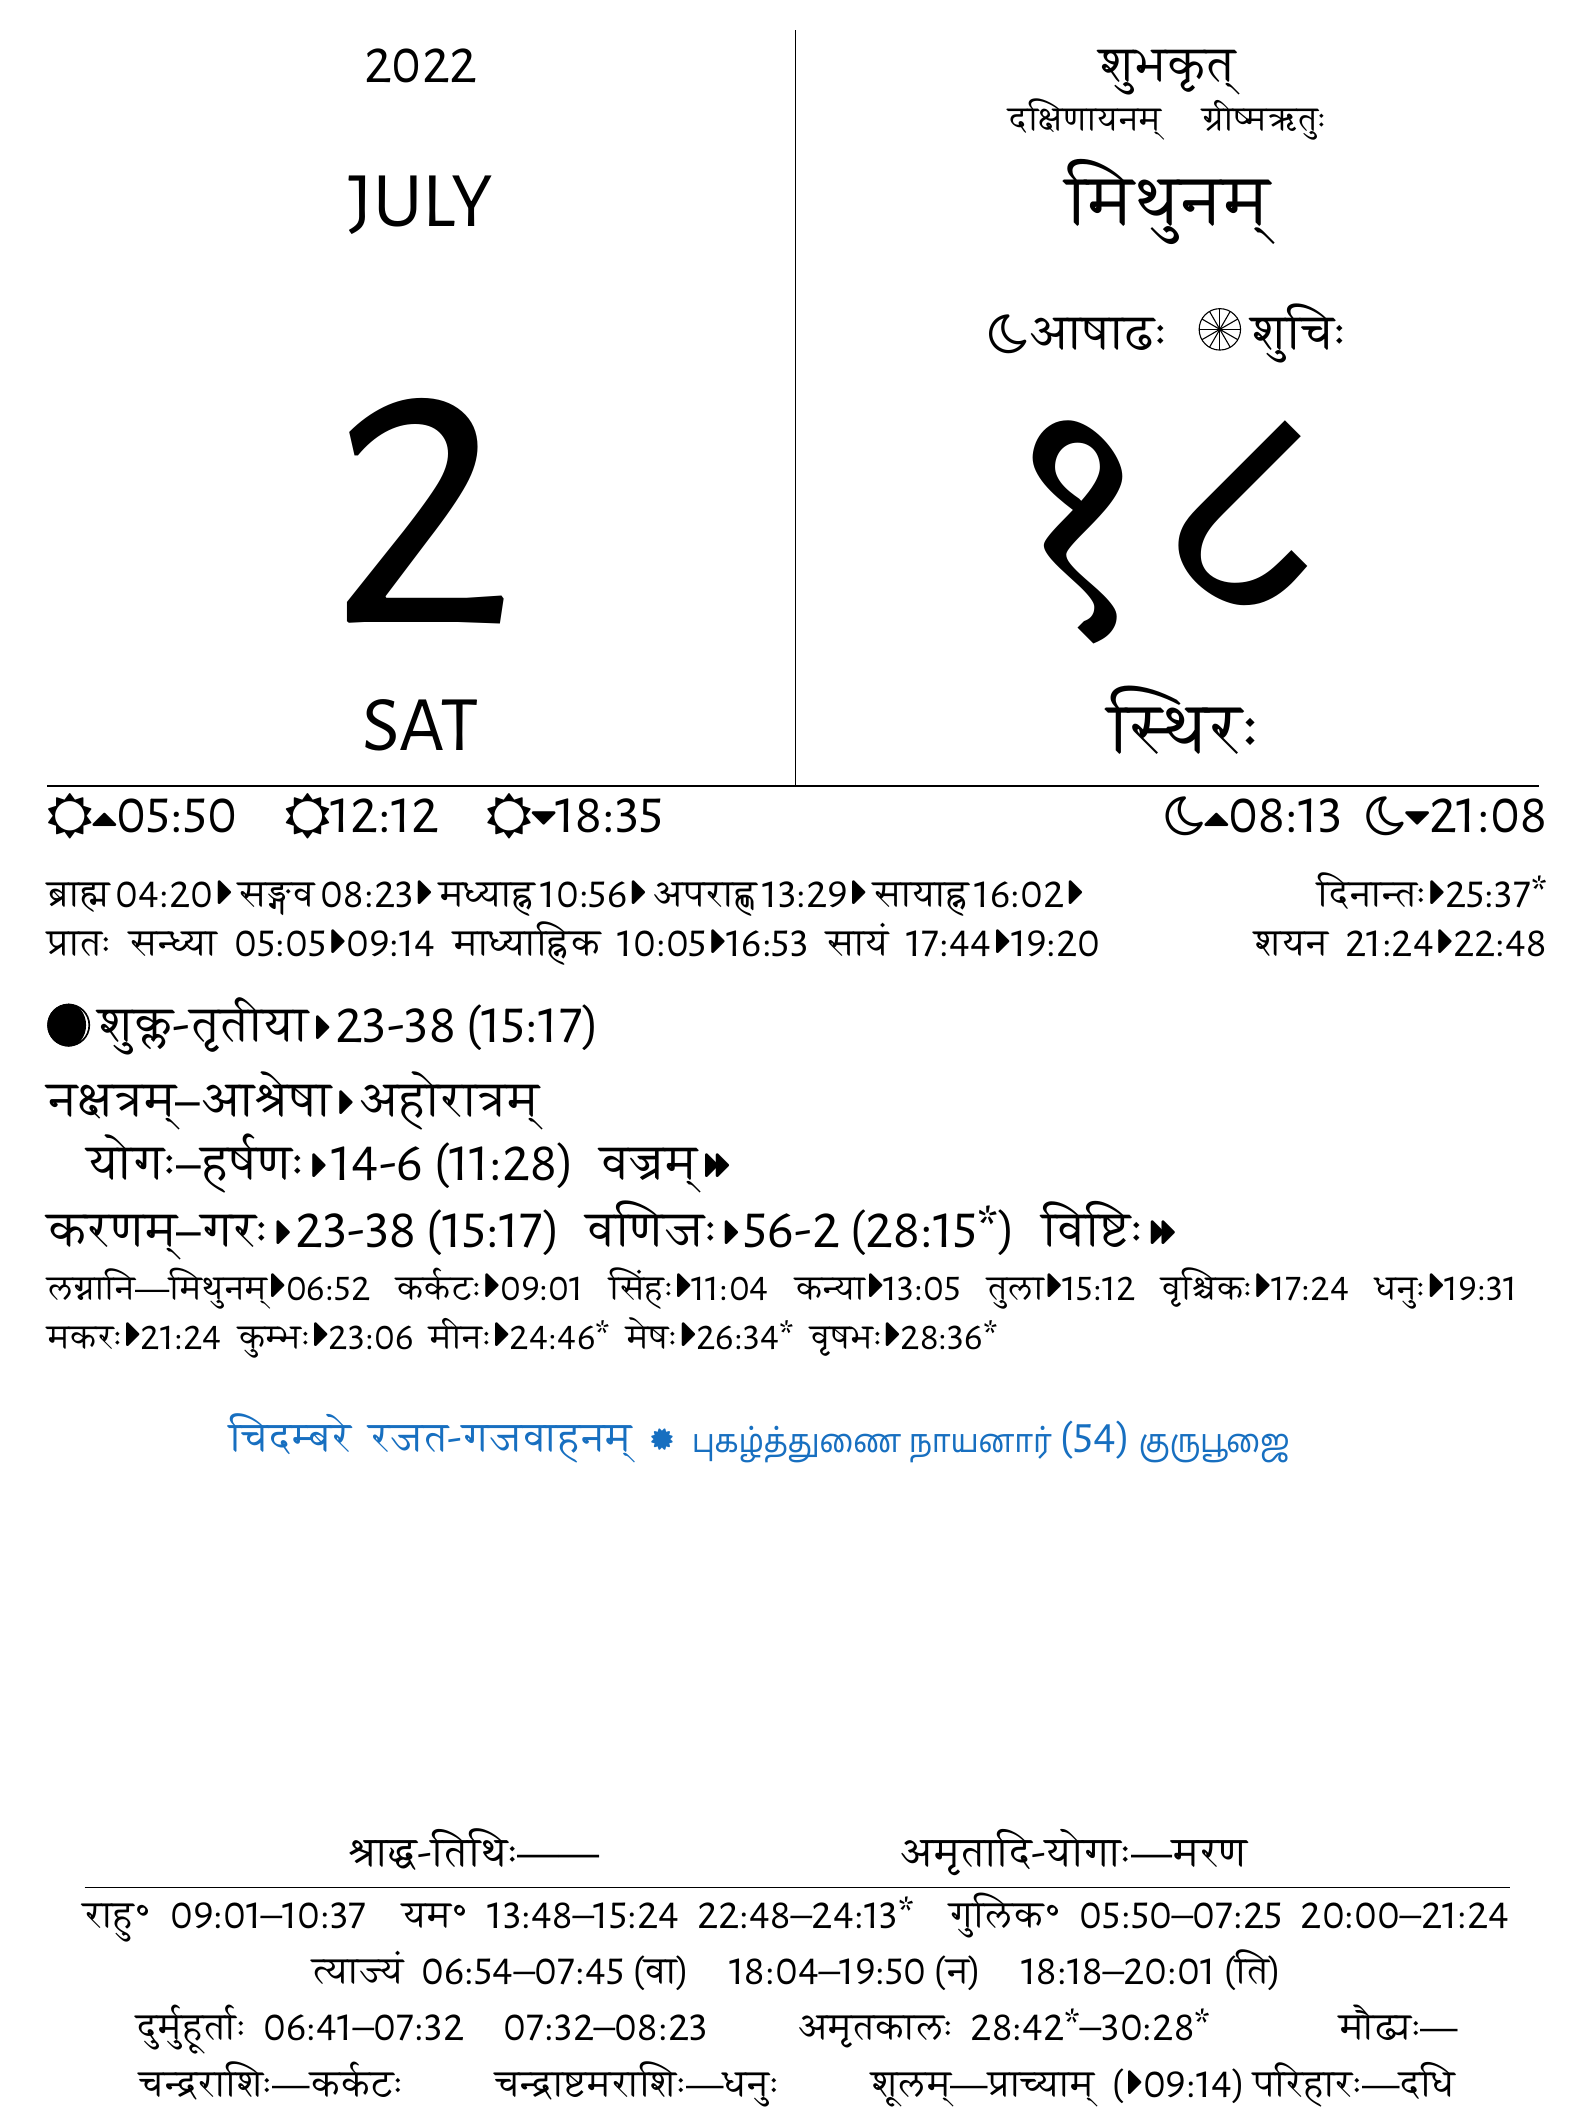 2022
JULY
2
SAT
शुभकृत्
दक्षिणायनम् ग्रीष्मऋतुः
मिथुनम्
आषाढः शुचिः
१८
स्थिरः
05:50 12:12 18:35 08:13 21:08
ब्राह्म 04:20 सङ्गव 08:23 मध्याह्न 10:56 अपराह्ण 13:29 सायाह्न 16:02 दिनान्तः 25:37*
प्रातः सन्ध्या 05:05 09:14 माध्याह्निक 10:05 16:53 सायं 17:44 19:20 शयन 21:24 22:48
शुक्ल-तृतीया 23-38 (15:17)
नक्षत्रम्–आश्रेषा अहोरात्रम्
योगः–हर्षणः 14-6 (11:28) वज्रम्
करणम्–गरः 23-38 (15:17) वणिजः 56-2 (28:15*) विष्टिः
लग्नानि—मिथुनम् 06:52 कर्कटः 09:01 सिंहः 11:04 कन्या 13:05 तुला 15:12 वृश्चिकः 17:24 धनुः 19:31
मकरः 21:24 कुम्भः 23:06 मीनः 24:46* मेषः 26:34* वृषभः 28:36*
चिदम्बरे रजत-गजवाहनम् ✹ புகழ்த்துணை நாயனார் (54) குருபூஜை
श्राद्ध-तिथिः—— अमृतादि-योगाः—मरण
राहु॰ 09:01–10:37 यम॰ 13:48–15:24 22:48–24:13* गुलिक॰ 05:50–07:25 20:00–21:24
त्याज्यं 06:54–07:45 (वा) 18:04–19:50 (न) 18:18–20:01 (ति)
दुर्मुहूर्ताः 06:41–07:32 07:32–08:23 अमृतकालः 28:42*–30:28* मौढ्यः—
चन्द्रराशिः—कर्कटः चन्द्राष्टमराशिः—धनुः शूलम्—प्राच्याम् (09:14) परिहारः—दधि